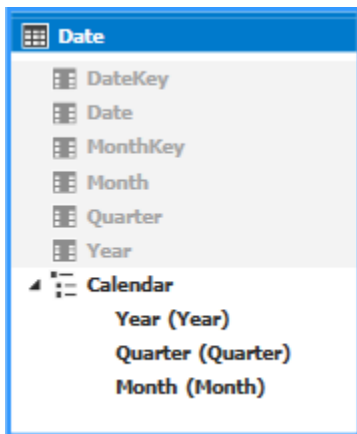 Date
DateKey
Date
MonthKey
Month
Quarter
Year
Calendar
Year (Year)
Quarter (Quarter)
Month (Month)